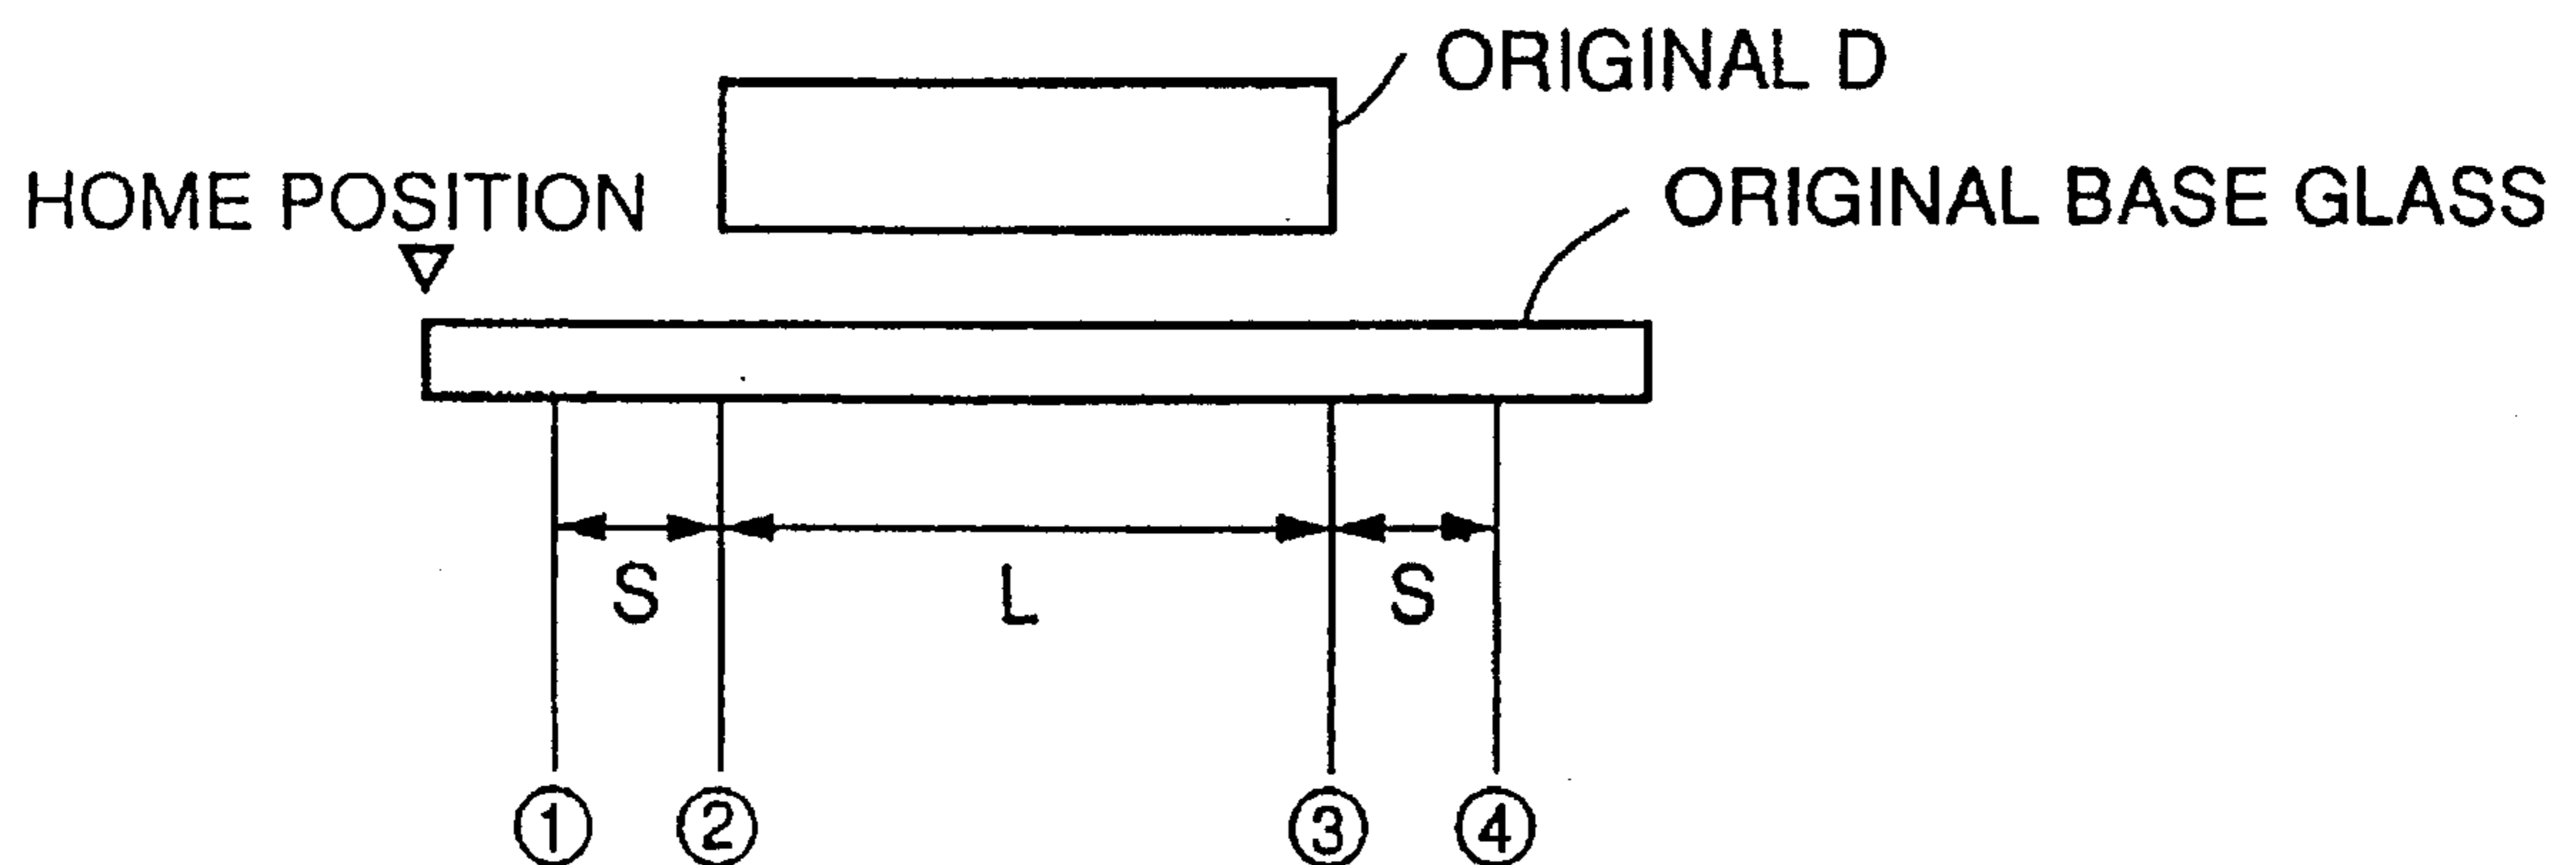 ORIGINAL D
HOME POSITION
ORIGINAL BASE GLASS
S L S
① ② ③ ④